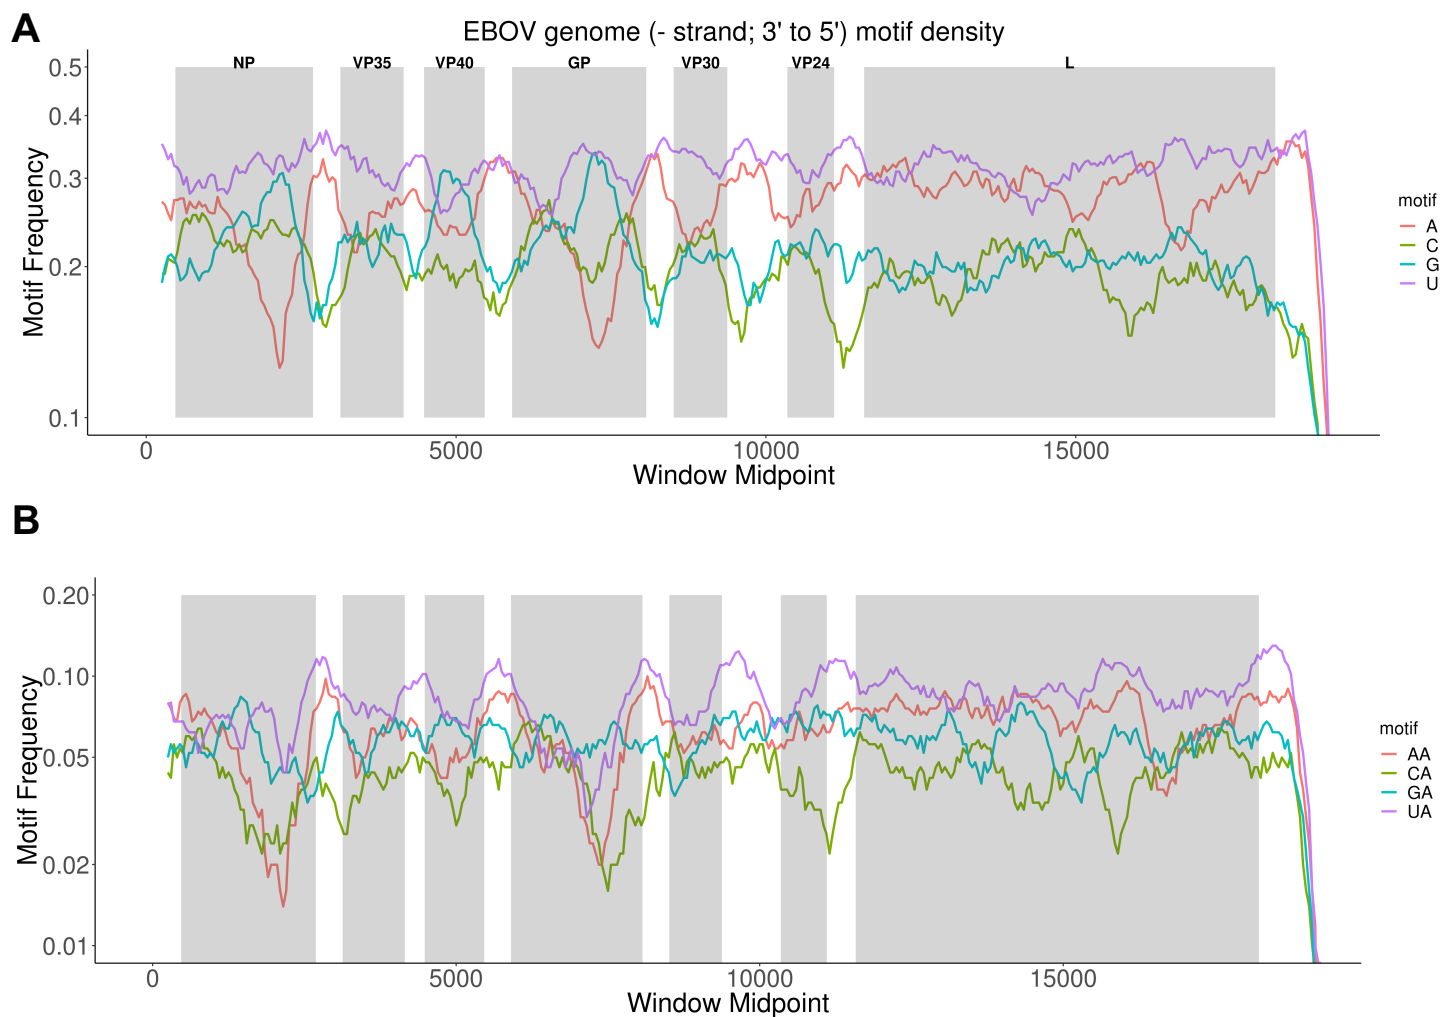 A
EBOV genome (- strand; 3' to 5') motif density
NP VP35 VP40 GP VP30 VP24 L
0.5
0.4
0.3
0.2
0.1
Motif Frequency
0 5000 10000 15000
Window Midpoint
motif
A
C
G
U
B
0.20
0.10
0.05
0.02
0.01
Motif Frequency
0 5000 10000 15000
Window Midpoint
motif
AA
CA
GA
UA